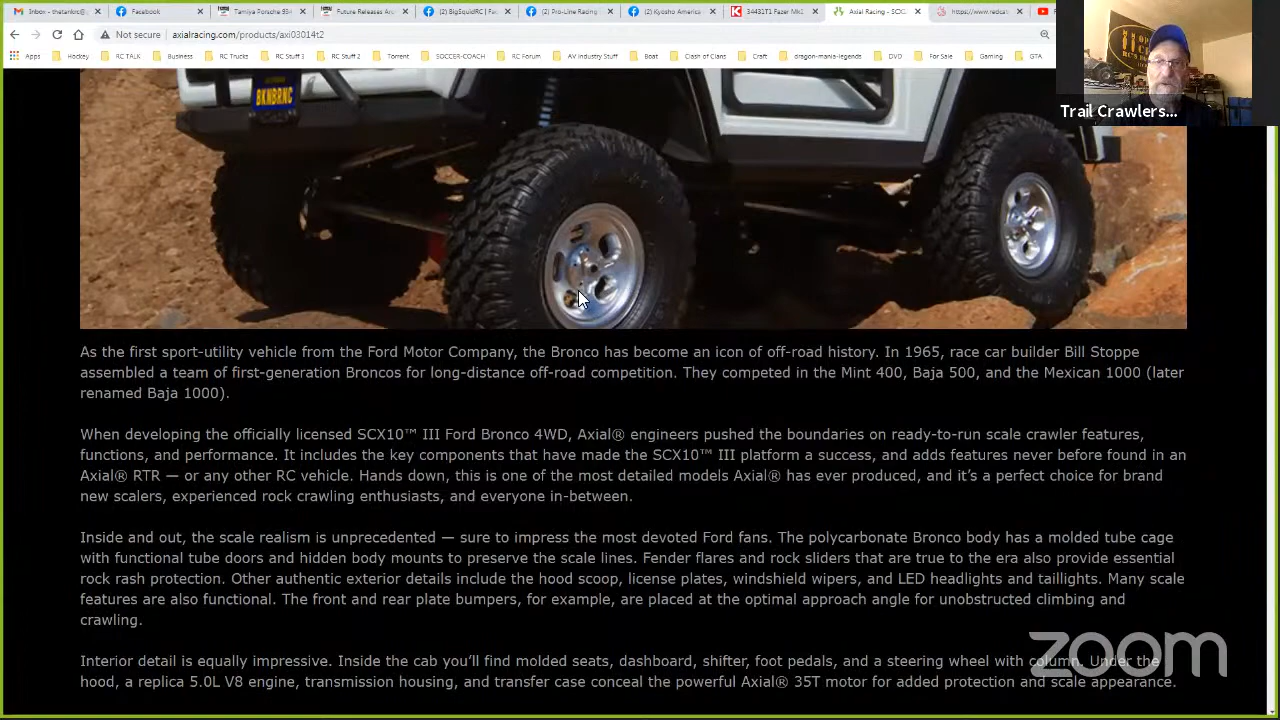 Inbox - thetankrc@
Facebook
Tamiya Porsche 934
Future Releases Ar
(2) BigSquidRC | Fa
(2) Pro-Line Racing
(2) Kyosho America
34431T1 Fazer Mk2
Axial Racing - SCX
https://www.redca
Not secure | axialracing.com/products/axi03014t2
Apps
Hockey
RC TALK
Business
RC Trucks
RC Stuff 3
RC Stuff 2
Torrent
SOCCER-COACH
RC Forum
AV industry Stuff
Boat
Clash of Clans
Craft
dragon-mania-legends
DVD
For Sale
Gaming
GTA
Trail Crawlers...
BKNBRNC
As the first sport-utility vehicle from the Ford Motor Company, the Bronco has become an icon of off-road history. In 1965, race car builder Bill Stoppe
assembled a team of first-generation Broncos for long-distance off-road competition. They competed in the Mint 400, Baja 500, and the Mexican 1000 (later
renamed Baja 1000).
When developing the officially licensed SCX10™ III Ford Bronco 4WD, Axial® engineers pushed the boundaries on ready-to-run scale crawler features,
functions, and performance. It includes the key components that have made the SCX10™ III platform a success, and adds features never before found in an
Axial® RTR — or any other RC vehicle. Hands down, this is one of the most detailed models Axial® has ever produced, and it's a perfect choice for brand
new scalers, experienced rock crawling enthusiasts, and everyone in-between.
Inside and out, the scale realism is unprecedented — sure to impress the most devoted Ford fans. The polycarbonate Bronco body has a molded tube cage
with functional tube doors and hidden body mounts to preserve the scale lines. Fender flares and rock sliders that are true to the era also provide essential
rock rash protection. Other authentic exterior details include the hood scoop, license plates, windshield wipers, and LED headlights and taillights. Many scale
features are also functional. The front and rear plate bumpers, for example, are placed at the optimal approach angle for unobstructed climbing and
crawling.
Interior detail is equally impressive. Inside the cab you'll find molded seats, dashboard, shifter, foot pedals, and a steering wheel with column. Under the
hood, a replica 5.0L V8 engine, transmission housing, and transfer case conceal the powerful Axial® 35T motor for added protection and scale appearance.
zoom